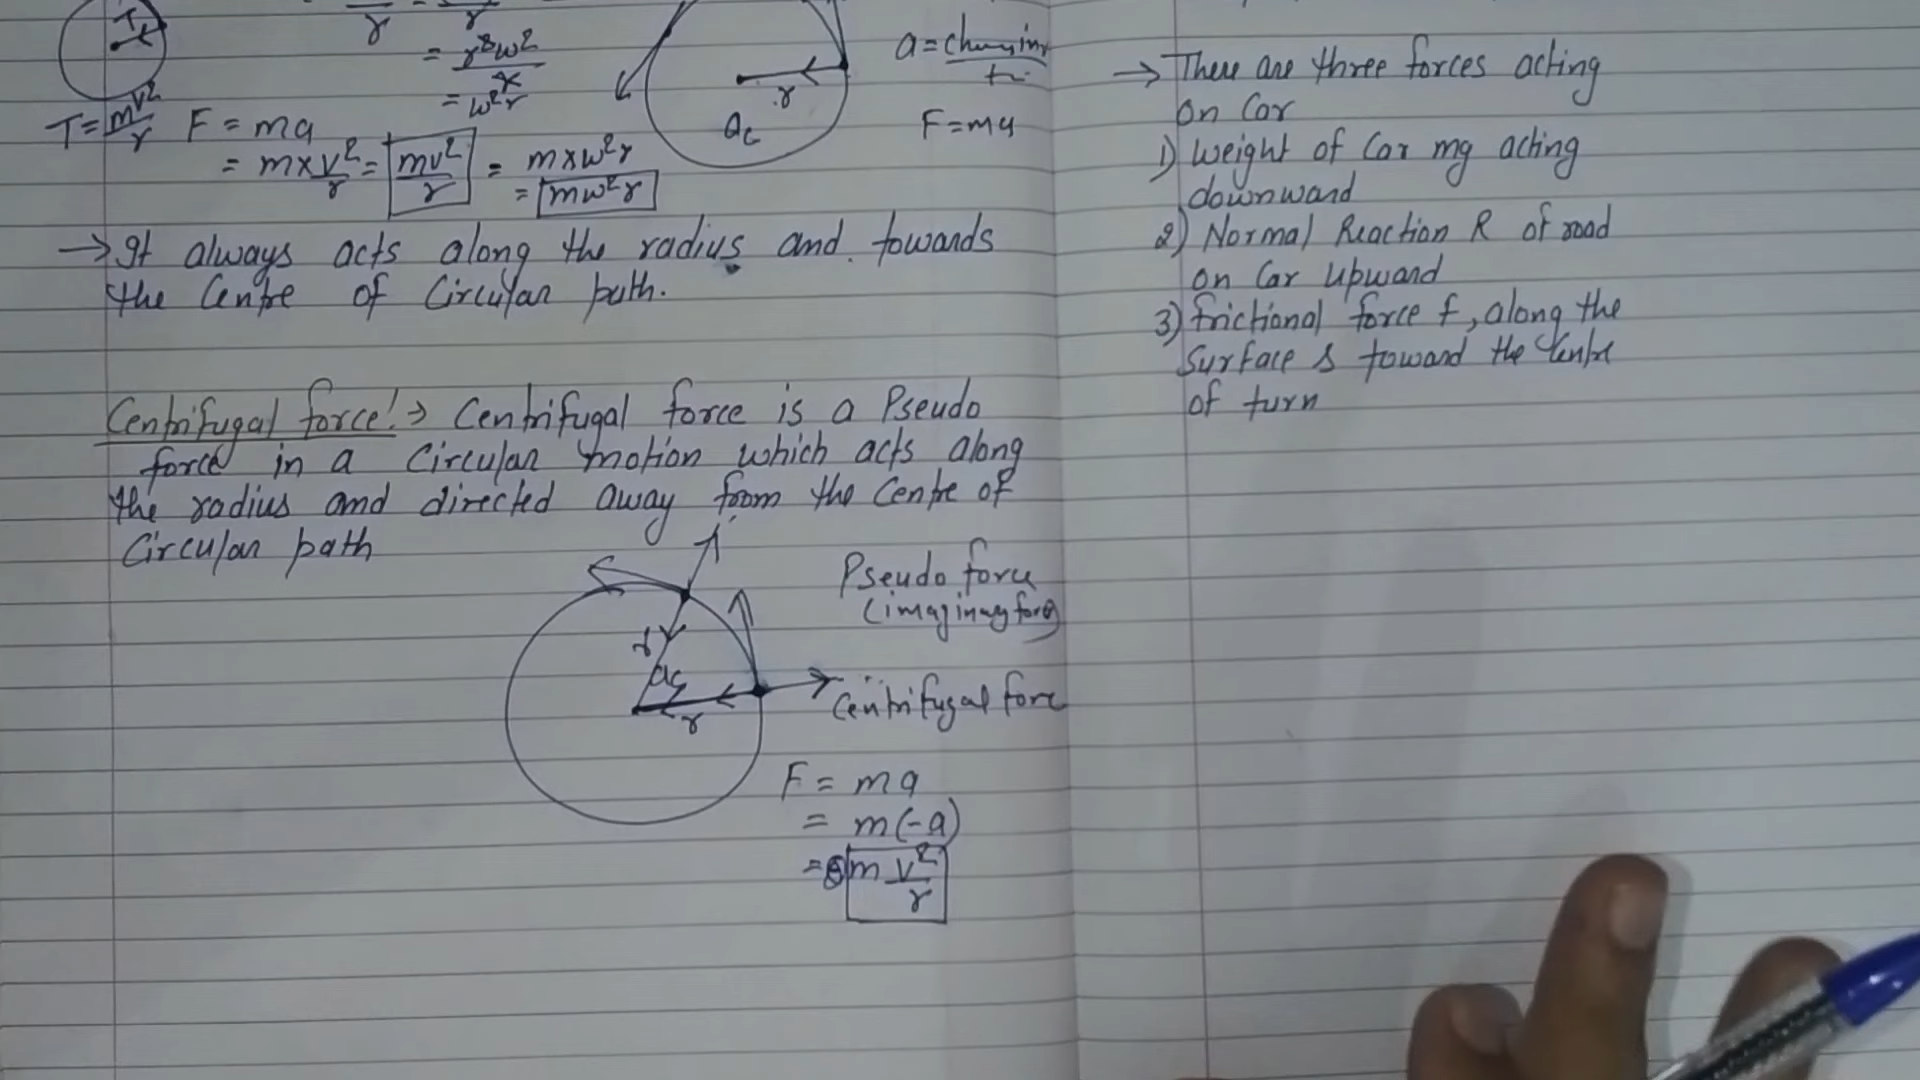 T
r
r
= r²ω²
r
= ω²r
T = mv²
r
F = ma
= m×v² = mv² = m×ω²r
r r
= mω²r
r
ac
a =
F = ma
→ It always acts along the radius and towards
the Centre of Circular path.
Centrifugal force :→ Centrifugal force is a Pseudo
force in a Circular motion which acts along
the radius and directed away from the Centre of
Circular path
r
ac
r
Pseudo force
(imaginary force)
Centrifugal force
F = ma
= m(-a)
= m v²
r
→ There are three forces acting
on Car
1) Weight of Car mg acting
downward
2) Normal Reaction R of road
on Car Upward
3) frictional force f, along the
Surface s toward the Centre
of turn